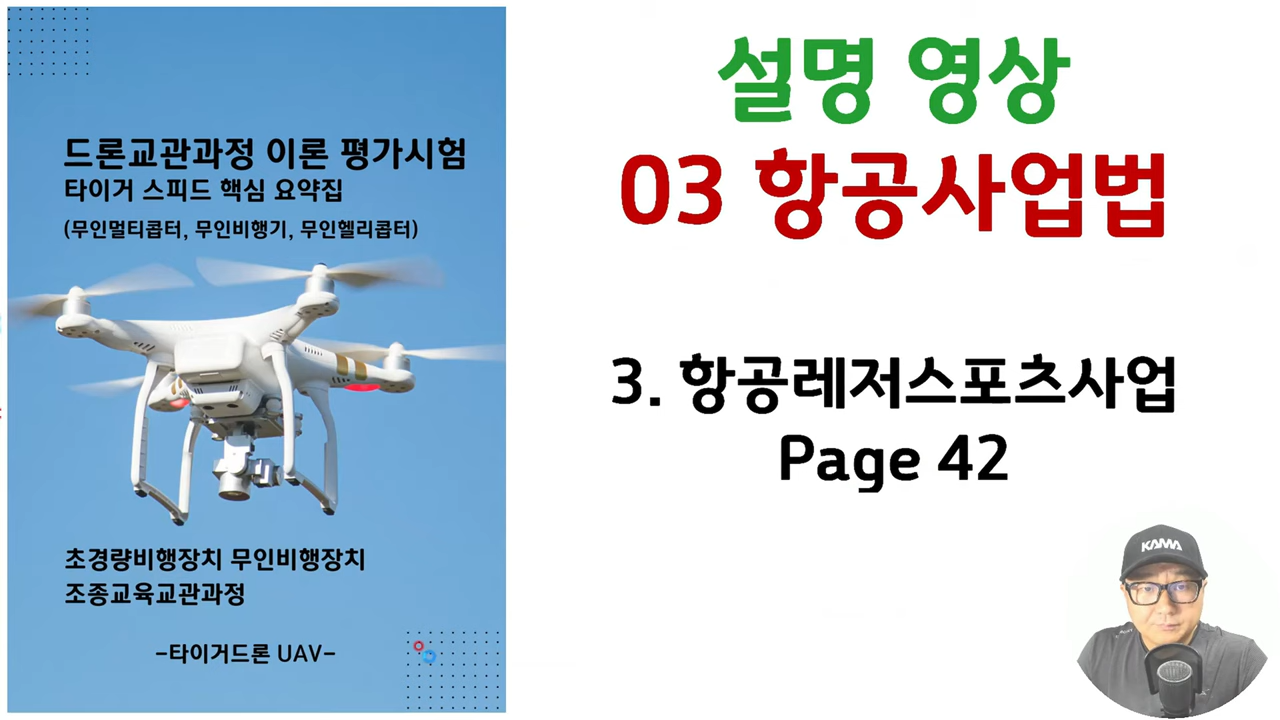 드론교관과정 이론 평가시험
타이거 스피드 핵심 요약집
(무인멀티콥터, 무인비행기, 무인헬리콥터)
초경량비행장치 무인비행장치
조종교육교관과정
-타이거드론 UAV-
설명 영상
03 항공사업법
3. 항공레저스포츠사업
Page 42
KAMA